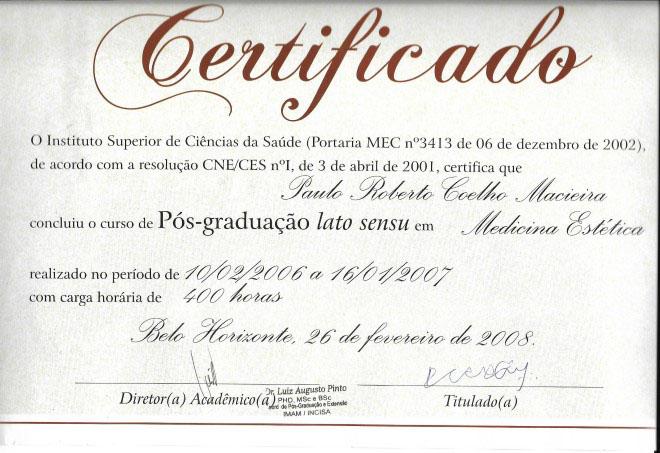 Certificado
O Instituto Superior de Ciências da Saúde (Portaria MEC nº3413 de 06 de dezembro de 2002),
de acordo com a resolução CNE/CES nºI, de 3 de abril de 2001, certifica que
Paulo Roberto Coelho Macieira
concluiu o curso de Pós-graduação lato sensu em Medicina Estética
realizado no período de 10/02/2006 a 16/01/2007
com carga horária de 400 horas
Belo Horizonte, 26 de fevereiro de 2008.
Dr. Luiz Augusto Pinto
Diretor(a) Acadêmico(a) PHD, MSc e BSc Titulado(a)
de Pós-Graduação e Extensão
IMAM / INCISA